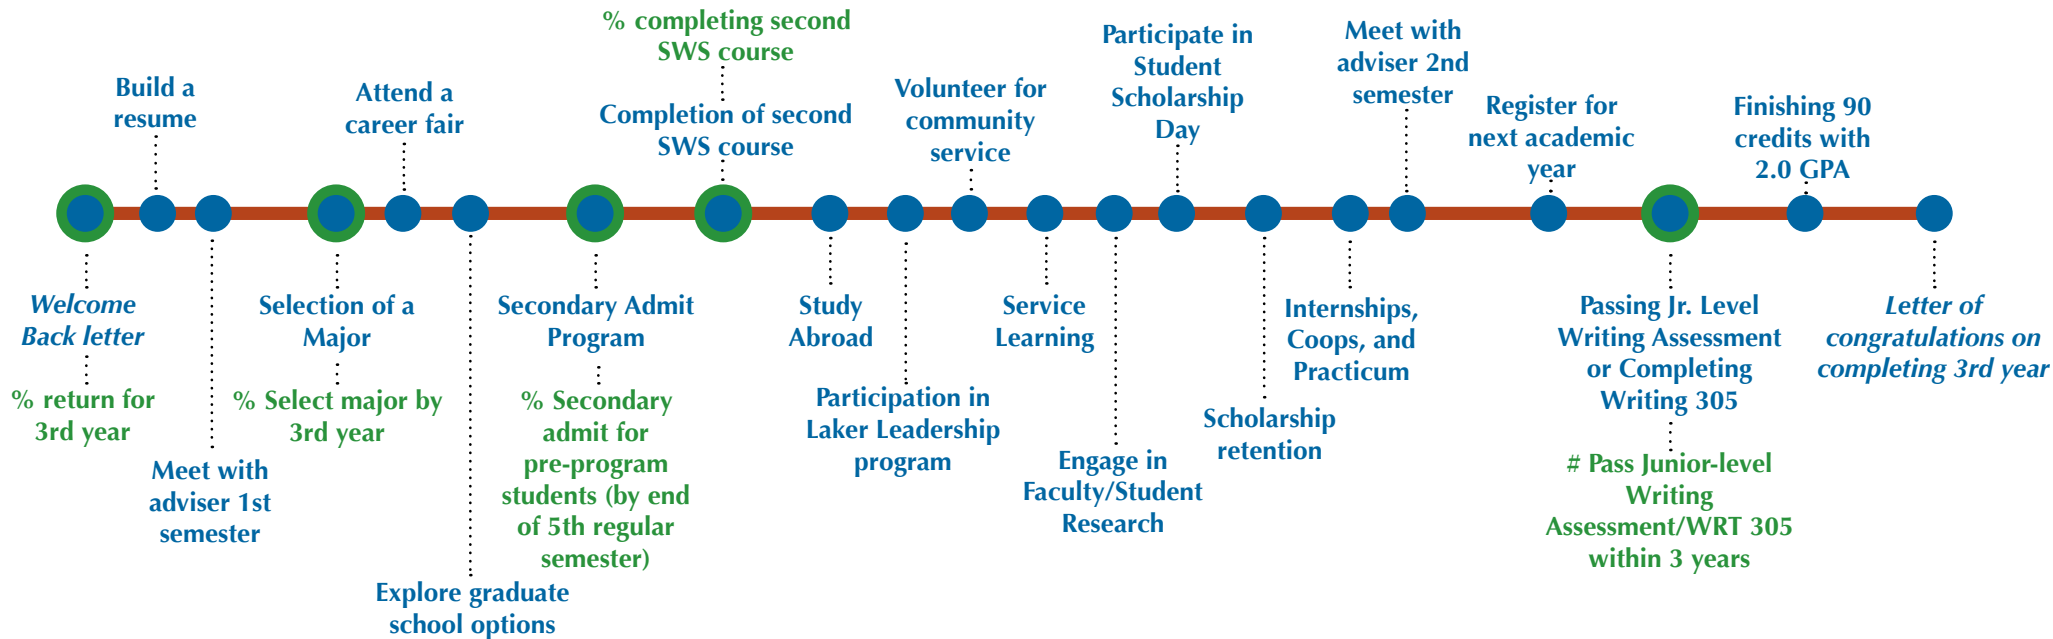 Build a
resume
Attend a
career fair
% completing second
SWS course
Completion of second
SWS course
Volunteer for
community
service
Participate in
Student
Scholarship
Day
Meet with
adviser 2nd
semester
Register for
next academic
year
Finishing 90
credits with
2.0 GPA
Welcome
Back letter
% return for
3rd year
Meet with
adviser 1st
semester
Selection of a
Major
% Select major by
3rd year
Explore graduate
school options
Secondary Admit
Program
% Secondary
admit for
pre-program
students (by end
of 5th regular
semester)
Study
Abroad
Participation in
Laker Leadership
program
Service
Learning
Engage in
Faculty/Student
Research
Scholarship
retention
Internships,
Coops, and
Practicum
Passing Jr. Level
Writing Assessment
or Completing
Writing 305
# Pass Junior-level
Writing
Assessment/WRT 305
within 3 years
Letter of
congratulations on
completing 3rd year